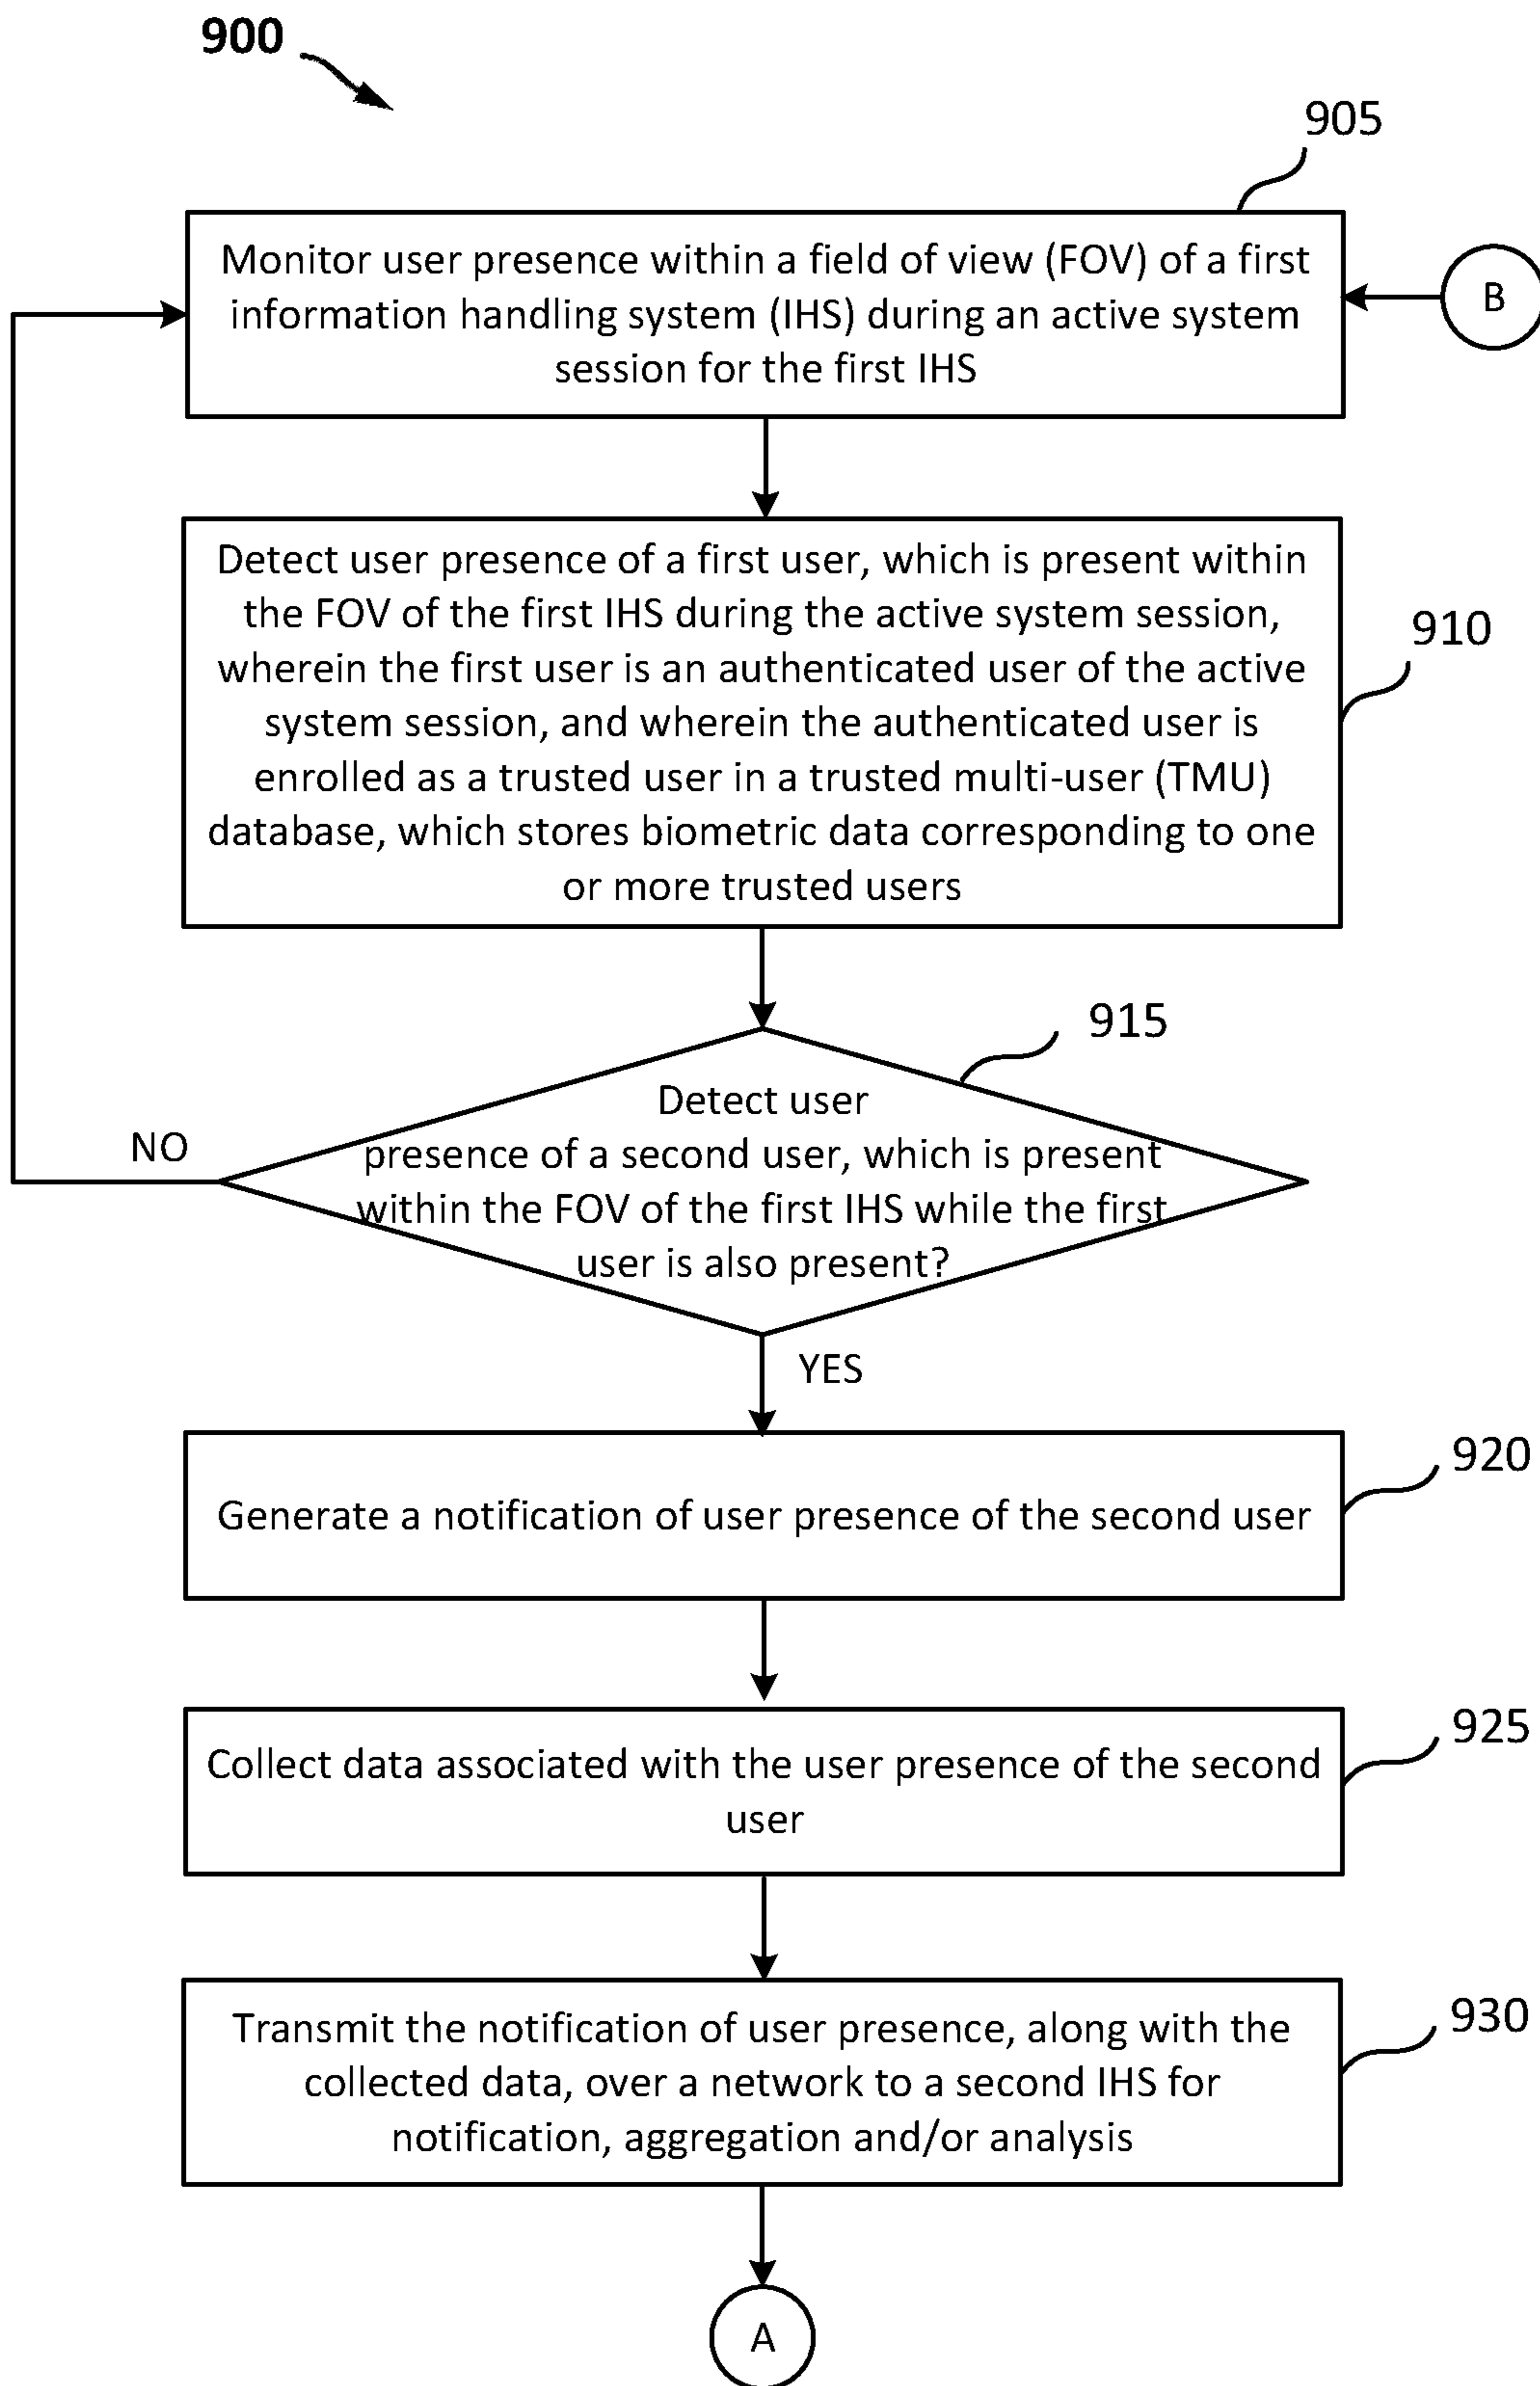 900
905
Monitor user presence within a field of view (FOV) of a first
information handling system (IHS) during an active system
session for the first IHS
B
Detect user presence of a first user, which is present within
the FOV of the first IHS during the active system session,
wherein the first user is an authenticated user of the active
system session, and wherein the authenticated user is
enrolled as a trusted user in a trusted multi-user (TMU)
database, which stores biometric data corresponding to one
or more trusted users
910
915
Detect user
presence of a second user, which is present
within the FOV of the first IHS while the first
user is also present?
NO
YES
920
Generate a notification of user presence of the second user
925
Collect data associated with the user presence of the second
user
930
Transmit the notification of user presence, along with the
collected data, over a network to a second IHS for
notification, aggregation and/or analysis
A